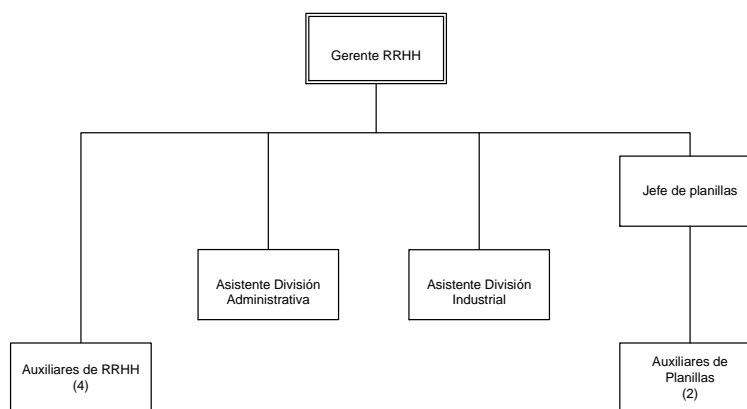 Gerente RRHH
Jefe de planillas
Asistente División
Administrativa
Asistente División
Industrial
Auxiliares de RRHH
(4)
Auxiliares de
Planillas
(2)